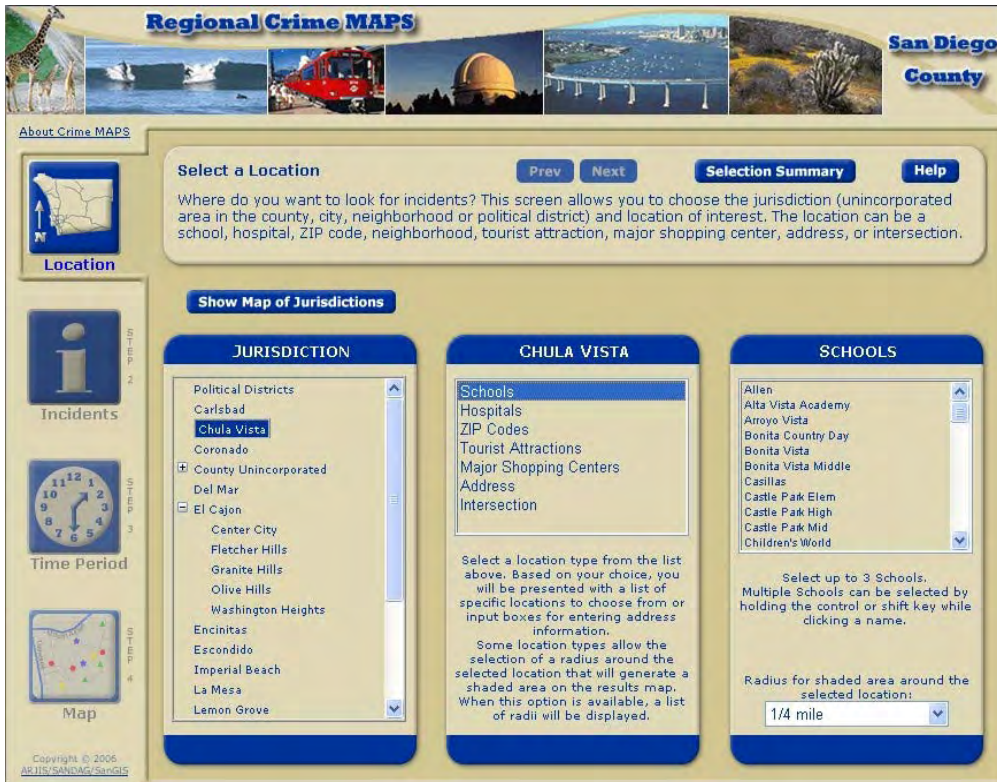 Regional Crime MAPS
San Diego
County
About Crime MAPS
Select a Location
Prev
Next
Selection Summary
Help
Where do you want to look for incidents? This screen allows you to choose the jurisdiction (unincorporated
area in the county, city, neighborhood or political district) and location of interest. The location can be a
school, hospital, ZIP code, neighborhood, tourist attraction, major shopping center, address, or intersection.
N
Location
Show Map of Jurisdictions
STEP 2
Incidents
STEP 3
12
1
2
3
4
5
6
7
8
9
10
11
Time Period
STEP 4
Map
Copyright © 2006
ARJIS/SANDAG/SanGIS
JURISDICTION
Political Districts
Carlsbad
Chula Vista
Coronado
County Unincorporated
Del Mar
El Cajon
Center City
Fletcher Hills
Granite Hills
Olive Hills
Washington Heights
Encinitas
Escondido
Imperial Beach
La Mesa
Lemon Grove
CHULA VISTA
Schools
Hospitals
ZIP Codes
Tourist Attractions
Major Shopping Centers
Address
Intersection
Select a location type from the list
above. Based on your choice, you
will be presented with a list of
specific locations to choose from or
input boxes for entering address
information.
Some location types allow the
selection of a radius around the
selected location that will generate a
shaded area on the results map.
When this option is available, a list
of radii will be displayed.
SCHOOLS
Allen
Alta Vista Academy
Arroyo Vista
Bonita Country Day
Bonita Vista
Bonita Vista Middle
Casillas
Castle Park Elem
Castle Park High
Castle Park Mid
Children's World
Select up to 3 Schools.
Multiple Schools can be selected by
holding the control or shift key while
clicking a name.
Radius for shaded area around the
selected location:
1/4 mile